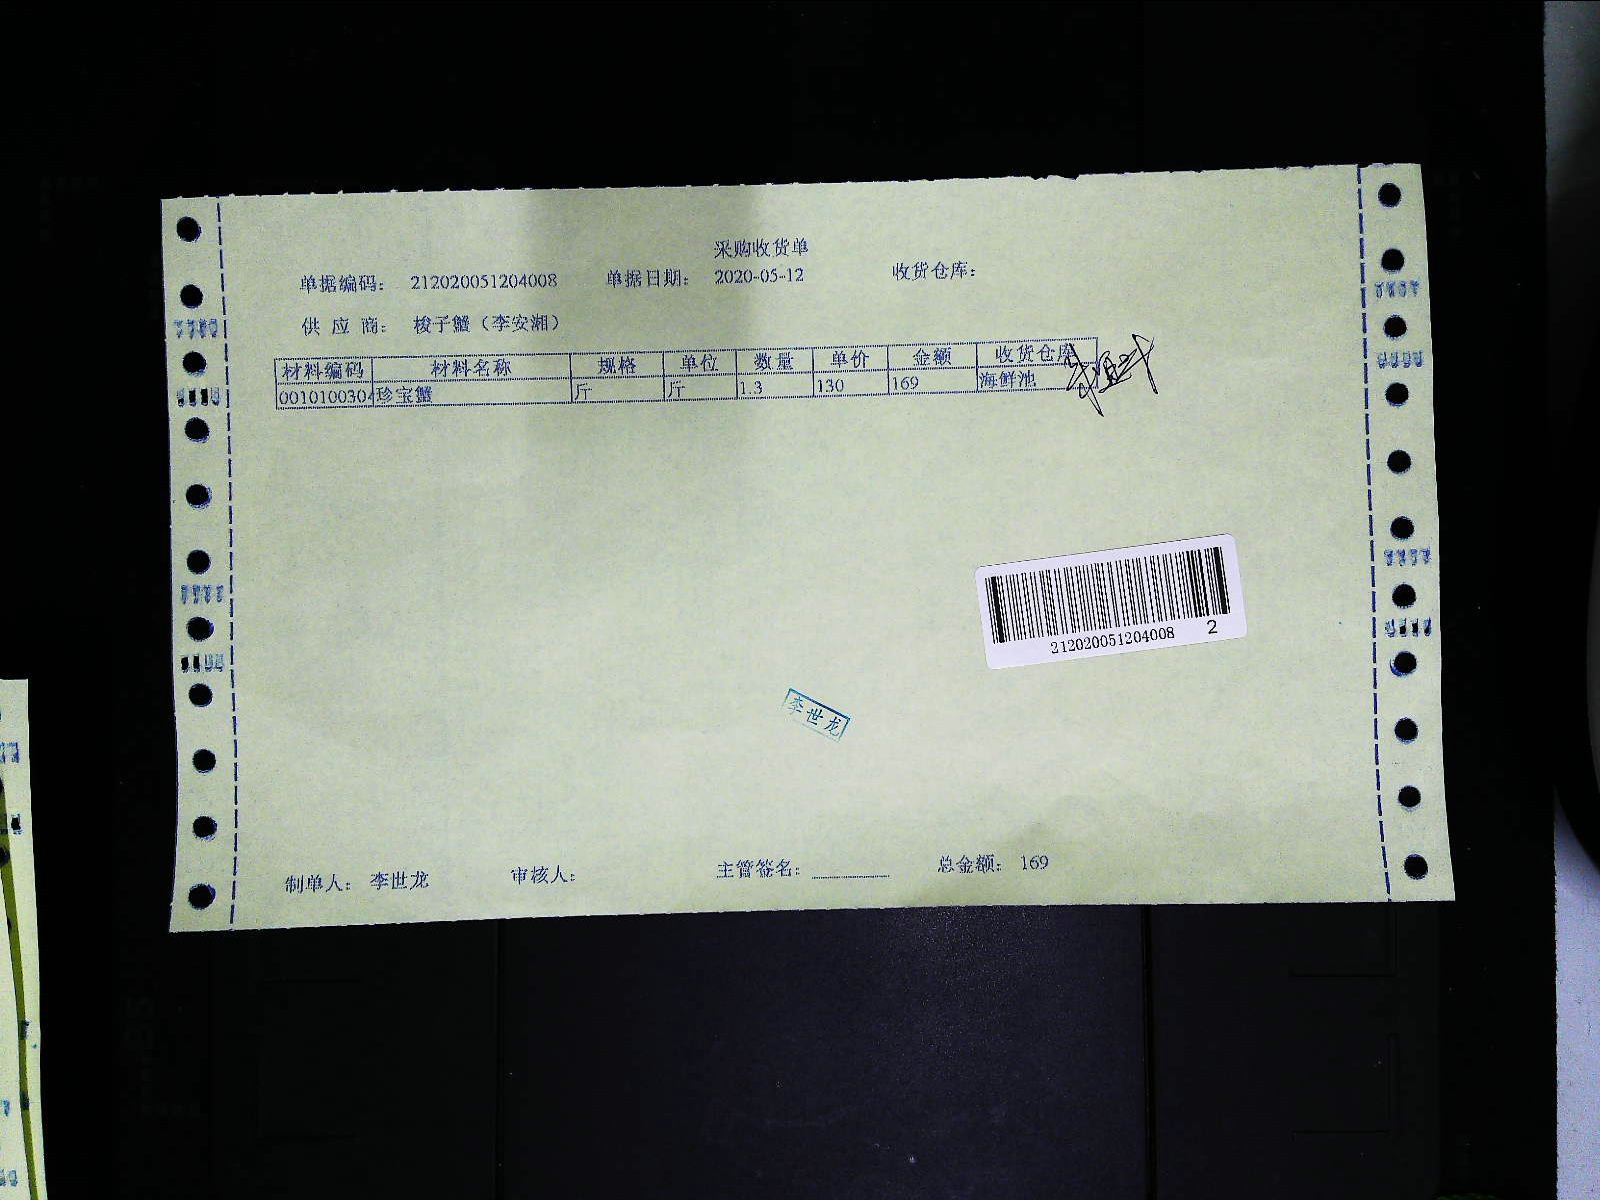 采购收货单
单据编码： 212020051204008 单据日期： 2020-05-12 收货仓库：
供 应 商： 梭子蟹（李安湘）
材料编码 材料名称 规格 单位 数量 单价 金额 收货仓库
0010100304 珍宝蟹 斤 斤 1.3 130 169 海鲜池
212020051204008 2
李世龙
制单人： 李世龙 审核人： 主管签名： 总金额： 169